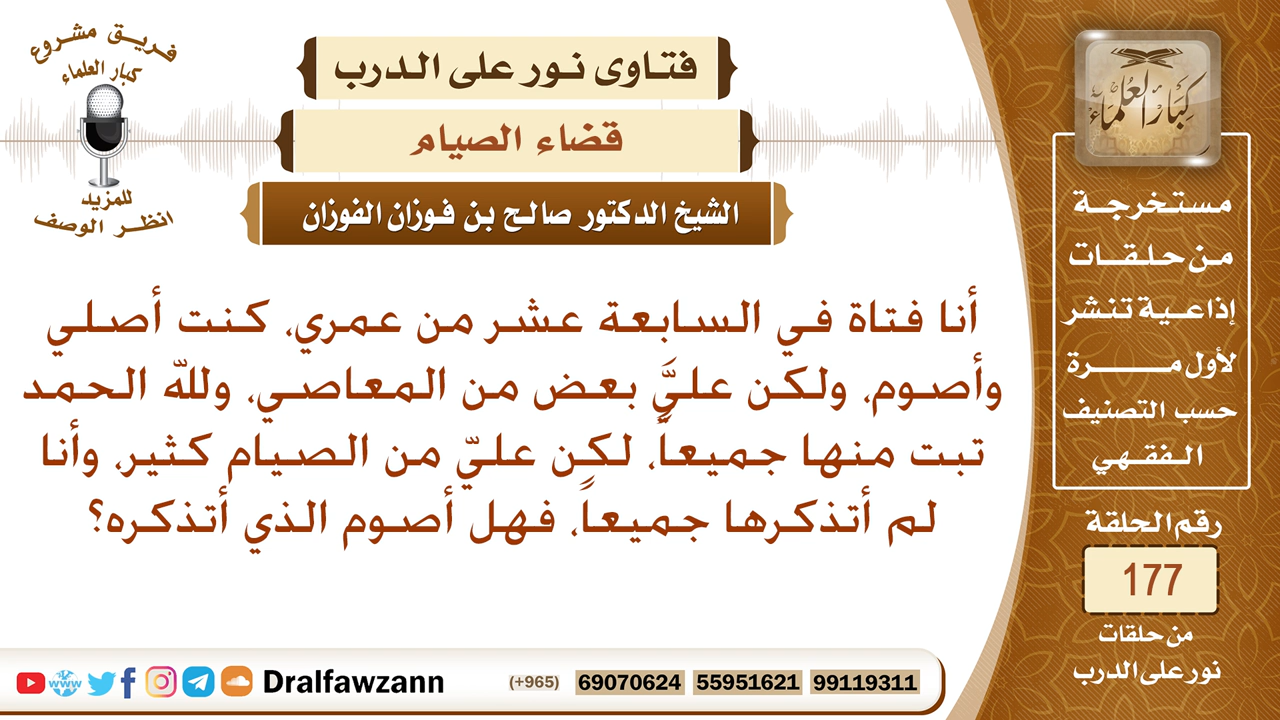 فريق مشروع
كبار العلماء
للمزيد
انظر الوصف
فتاوى نور على الدرب
قضاء الصيام
الشيخ الدكتور صالح بن فوزان الفوزان
أنا فتاة في السابعة عشر من عمري، كنت أصلي
وأصوم، ولكن عليَّ بعض من المعاصي، ولله الحمد
تبت منها جميعاً، لكن عليّ من الصيام كثير، وأنا
لم أتذكرها جميعاً، فهل أصوم الذي أتذكره؟
كبار العلماء
مستخرجة
من حلقات
إذاعية تنشر
لأول مرة
حسب التصنيف
الفقهي
رقم الحلقة
177
من حلقات
نور على الدرب
www
Dralfawzann
(+965) 69070624 55951621 99119311